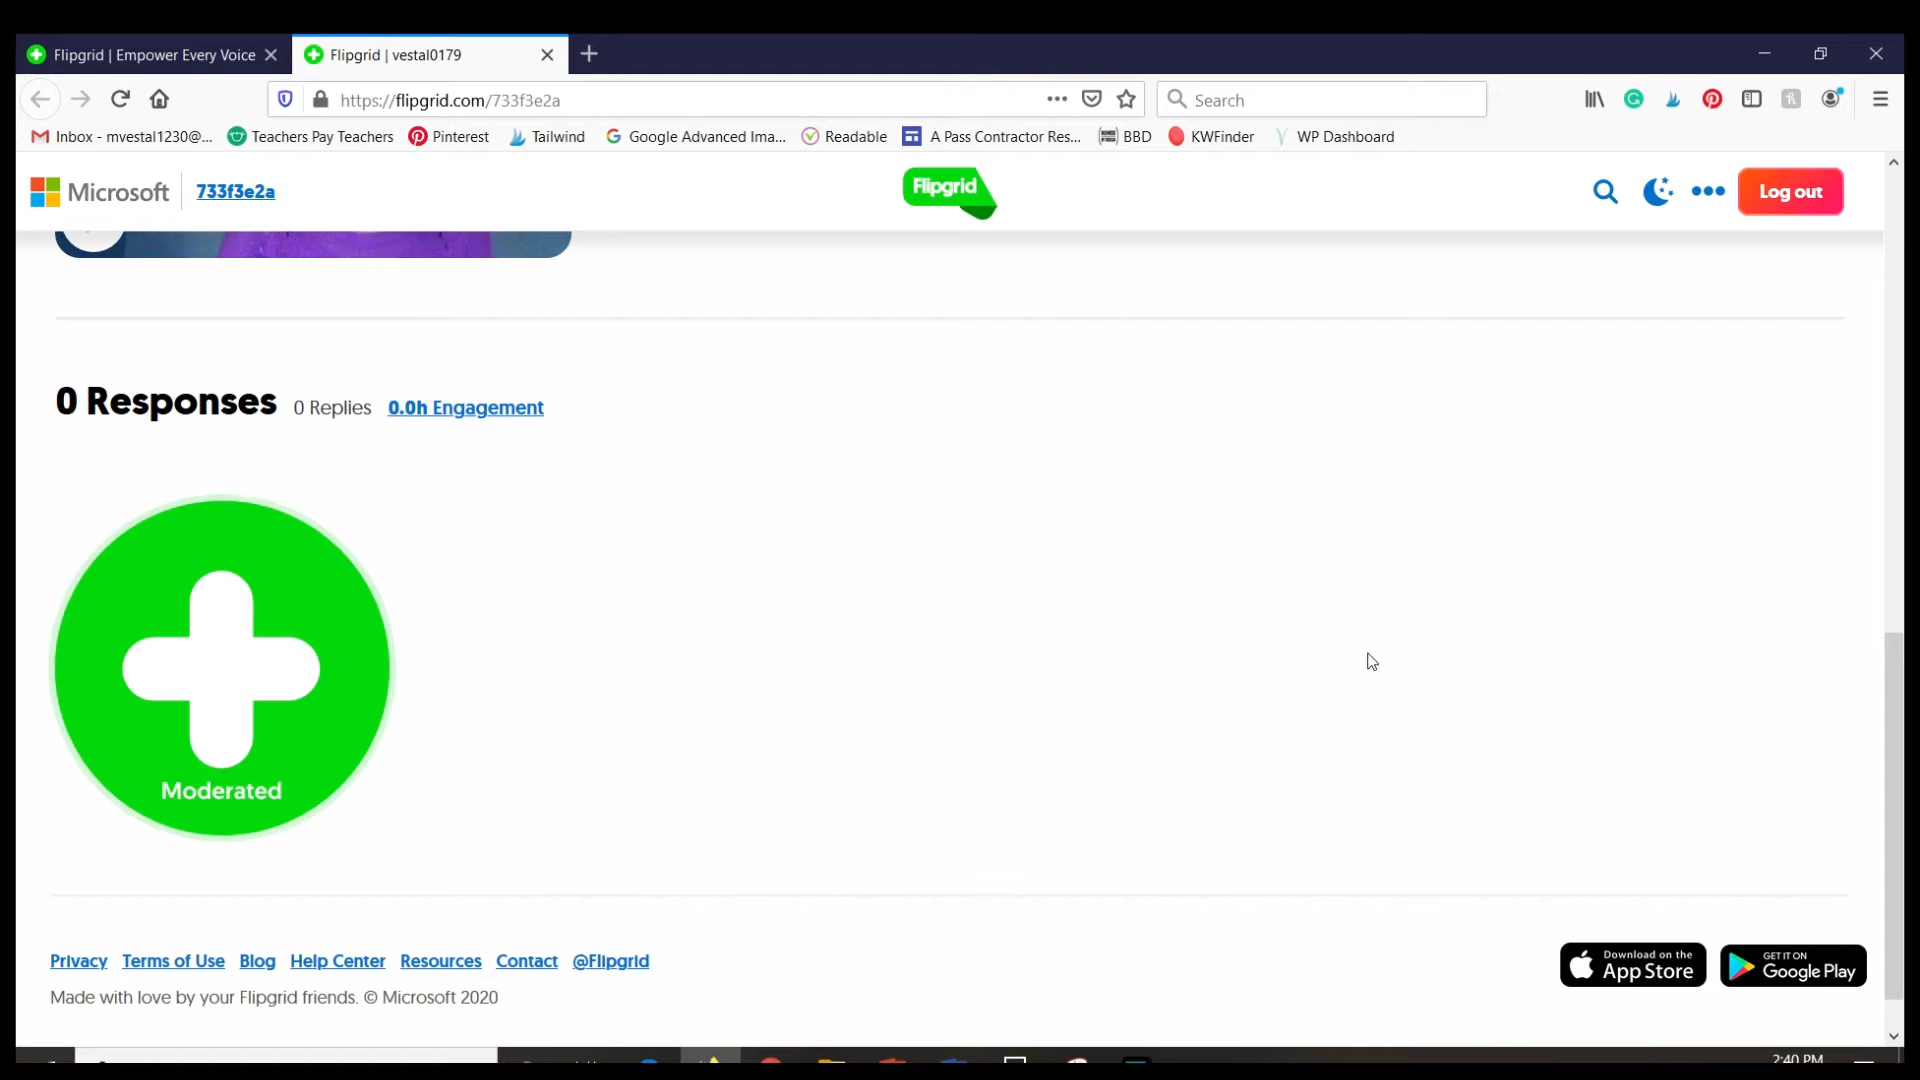 Flipgrid | Empower Every Voice
Flipgrid | vestal0179
https://flipgrid.com/733f3e2a
Search
Inbox - mvestal1230@...
Teachers Pay Teachers
Pinterest
Tailwind
Google Advanced Ima...
Readable
A Pass Contractor Res...
BBD
KWFinder
WP Dashboard
Microsoft
733f3e2a
Flipgrid
Log out
0 Responses
0 Replies
0.0h Engagement
Moderated
Privacy
Terms of Use
Blog
Help Center
Resources
Contact
@Flipgrid
Download on the
App Store
GET IT ON
Google Play
Made with love by your Flipgrid friends. © Microsoft 2020
2:40 PM